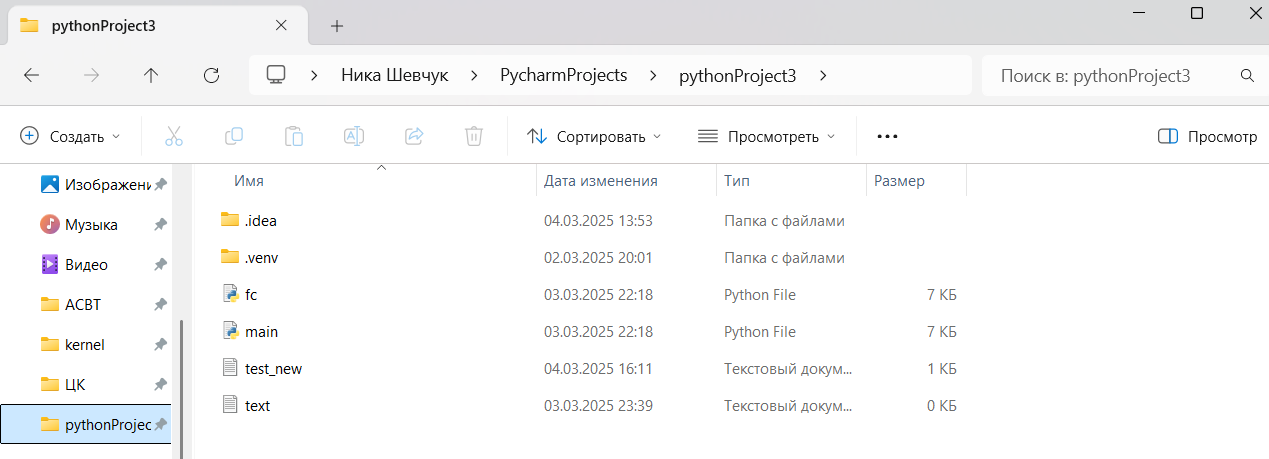 pythonProject3
Ника Шевчук > PycharmProjects > pythonProject3 >
Поиск в: pythonProject3
Создать
Сортировать
Просмотреть
Просмотр
Имя Дата изменения Тип Размер
Изображени
Музыка
Видео
АСВТ
kernel
ЦК
pythonProjec
.idea 04.03.2025 13:53 Папка с файлами
.venv 02.03.2025 20:01 Папка с файлами
fc 03.03.2025 22:18 Python File 7 КБ
main 03.03.2025 22:18 Python File 7 КБ
test_new 04.03.2025 16:11 Текстовый докум... 1 КБ
text 03.03.2025 23:39 Текстовый докум... 0 КБ